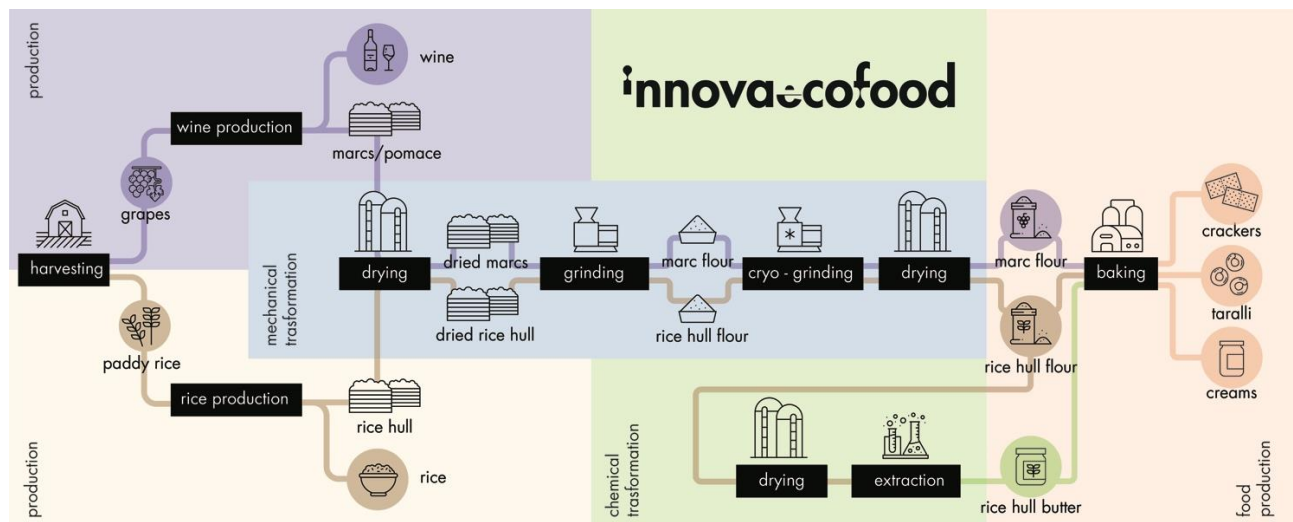 production
wine
innovaecofood
wine production
marcs/pomace
grapes
crackers
harvesting
mechanical
trasformation
drying
dried marcs
grinding
marc flour
cryo - grinding
drying
marc flour
baking
dried rice hull
rice hull flour
taralli
paddy rice
rice hull flour
creams
rice production
rice hull
rice
production
chemical
trasformation
drying
extraction
rice hull butter
food
production